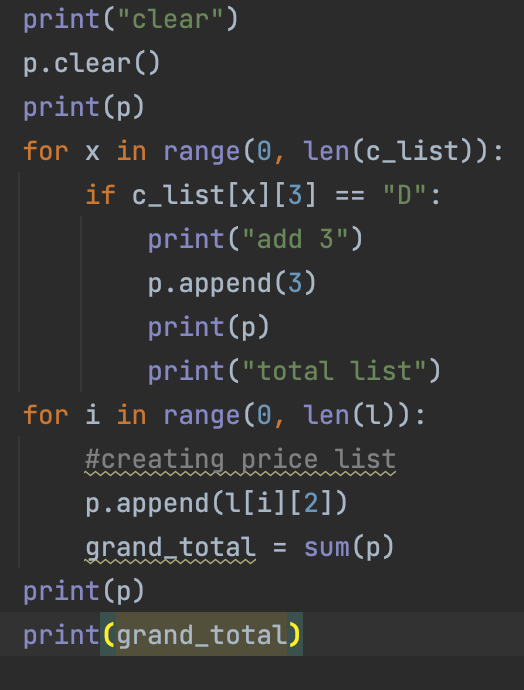 print("clear")
p.clear()
print(p)
for x in range(0, len(c_list)):
    if c_list[x][3] == "D":
        print("add 3")
        p.append(3)
        print(p)
        print("total list")
for i in range(0, len(l)):
    #creating price list
    p.append(l[i][2])
    grand_total = sum(p)
print(p)
print(grand_total)